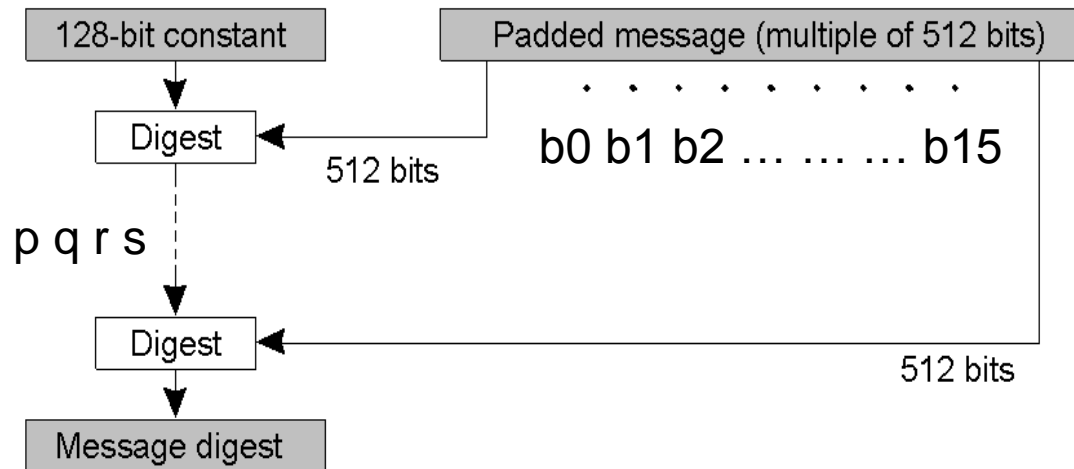 128-bit constant
Padded message (multiple of 512 bits)
Digest
512 bits
b0 b1 b2 … … … b15
p q r s
Digest
512 bits
Message digest